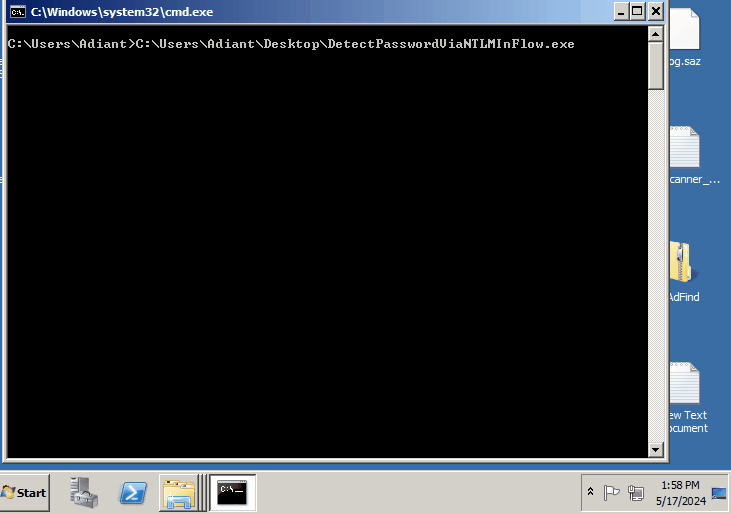 C:\Windows\system32\cmd.exe
C:\Users\Adiant>C:\Users\Adiant\Desktop\DetectPasswordViaNTLMInFlow.exe
og.saz
canner_...
AdFind
ew Text
ocument
Start
C:\_
1:58 PM
5/17/2024